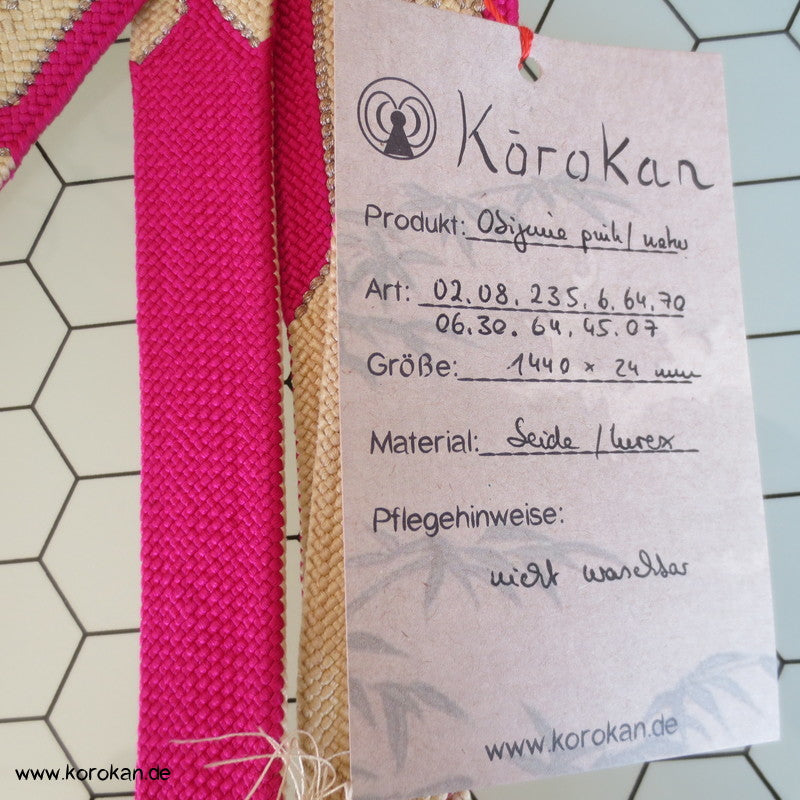 Kōrokan
Produkt: Obijime pink/natur
Art: 02.08.235.6.64.70
06.30.64.45.07
Größe: 1440 x 24 mm
Material: Seide / Lurex
Pflegehinweise:
nicht waschbar
www.korokan.de
www.korokan.de